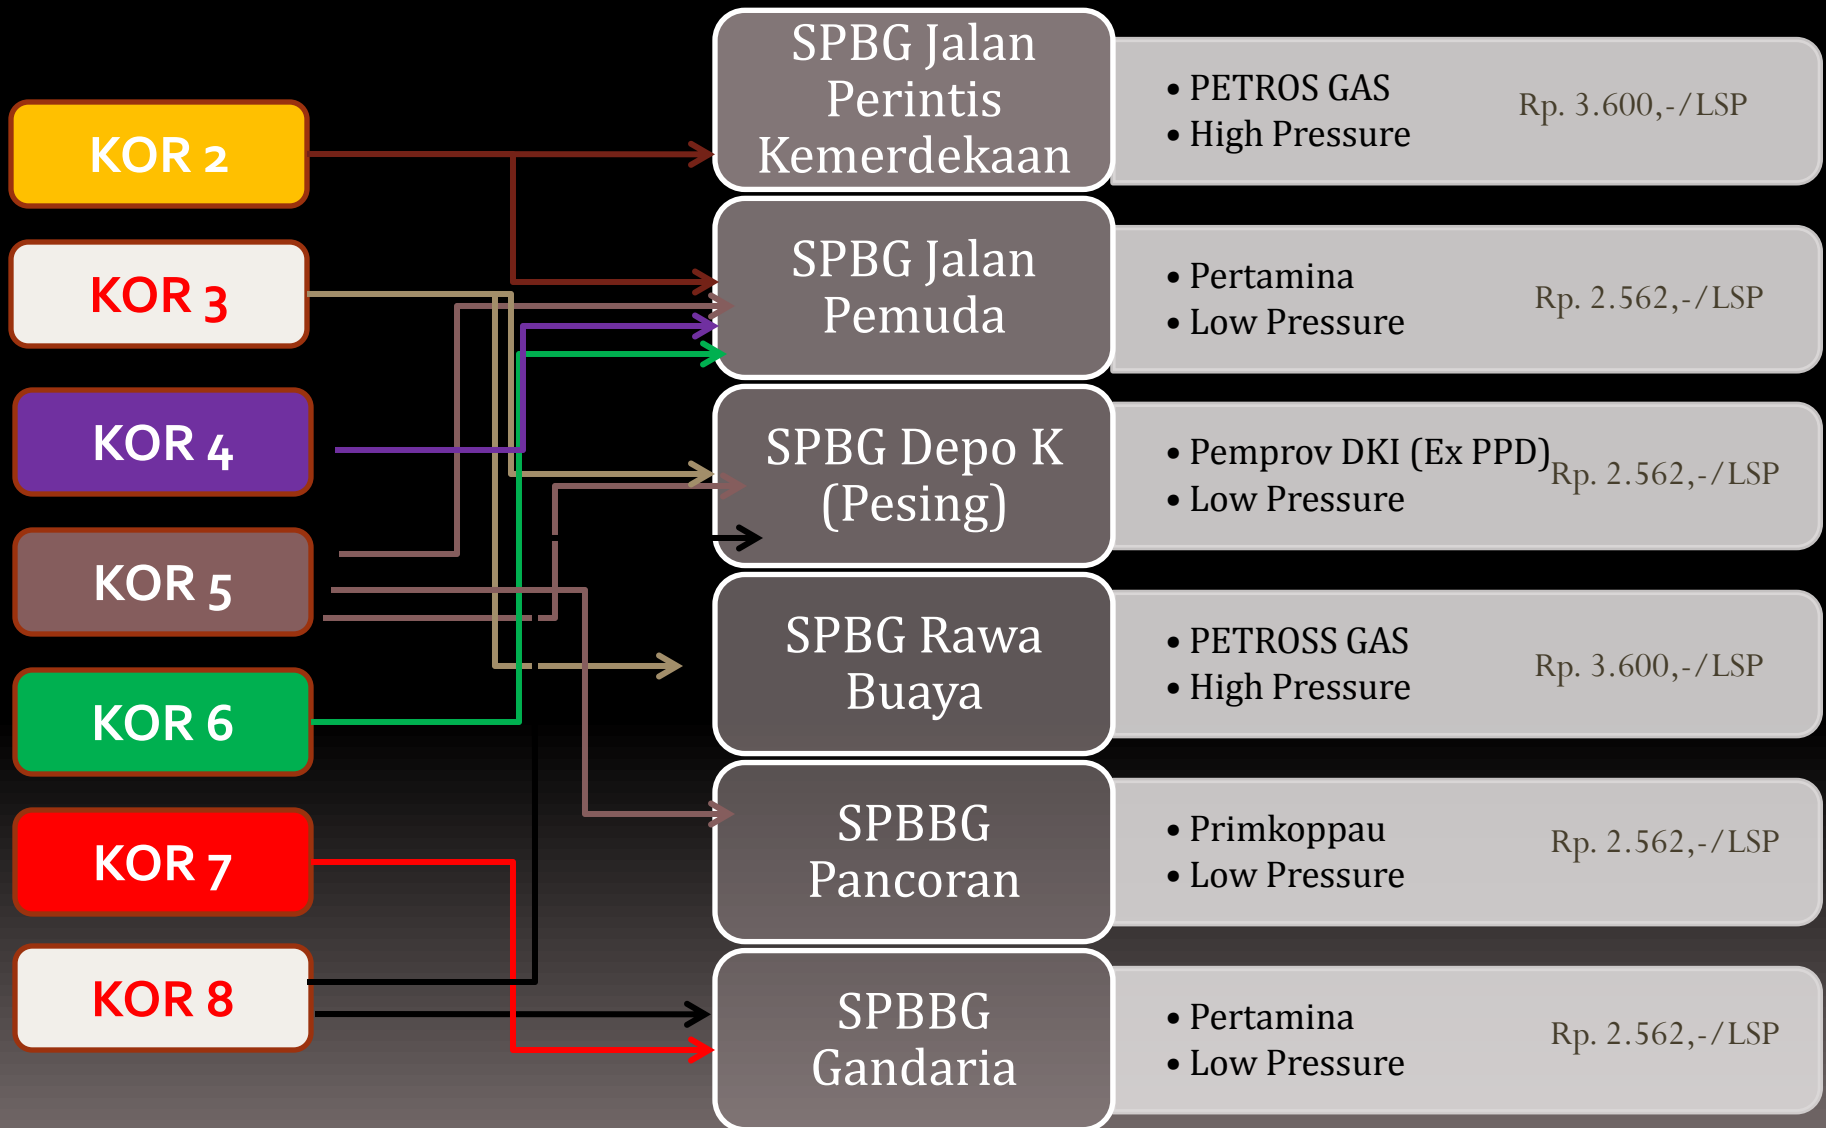 KOR 2
KOR 3
KOR 4
KOR 5
KOR 6
KOR 7
KOR 8
SPBG Jalan
Perintis
Kemerdekaan
• PETROS GAS
• High Pressure
Rp. 3.600,-/LSP
SPBG Jalan
Pemuda
• Pertamina
• Low Pressure
Rp. 2.562,-/LSP
SPBG Depo K
(Pesing)
• Pemprov DKI (Ex PPD)
• Low Pressure
Rp. 2.562,-/LSP
SPBG Rawa
Buaya
• PETROSS GAS
• High Pressure
Rp. 3.600,-/LSP
SPBBG
Pancoran
• Primkoppau
• Low Pressure
Rp. 2.562,-/LSP
SPBBG
Gandaria
• Pertamina
• Low Pressure
Rp. 2.562,-/LSP